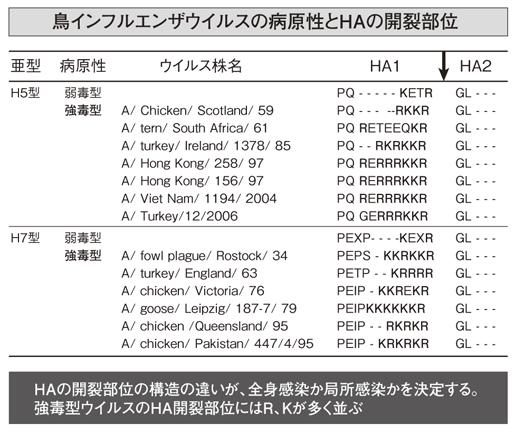 鳥インフルエンザウイルスの病原性とHAの開裂部位
亜型 病原性 ウイルス株名 HA1 HA2
H5型 弱毒型 PQ - - - - - KETR GL - - -
強毒型 A/ Chicken/ Scotland/ 59 PQ - - - - -RKKR GL - - -
A/ tern/ South Africa/ 61 PQ RETEEQKR GL - - -
A/ turkey/ Ireland/ 1378/ 85 PQ - - RKRKKR GL - - -
A/ Hong Kong/ 258/ 97 PQ RERRRKKR GL - - -
A/ Hong Kong/ 156/ 97 PQ RERRRKKR GL - - -
A/ Viet Nam/ 1194/ 2004 PQ RERRRKKR GL - - -
A/ Turkey/12/2006 PQ GERRRKKR GL - - -
H7型 弱毒型 PEXP- - - -KEXR GL - - -
強毒型 A/ fowl plague/ Rostock/ 34 PEPS - KKRKKR GL - - -
A/ turkey/ England/ 63 PETP - -KRRRR GL - - -
A/ chicken/ Victoria/ 76 PEIP - KKREKR GL - - -
A/ goose/ Leipzig/ 187-7/ 79 PEIPKKKKKKR GL - - -
A/ chicken /Queensland/ 95 PEIP - - RKRKR GL - - -
A/ chicken/ Pakistan/ 447/4/95 PEIP - KRKRKR GL - - -
HAの開裂部位の構造の違いが、全身感染か局所感染かを決定する。
強毒型ウイルスのHA開裂部位にはR、Kが多く並ぶ